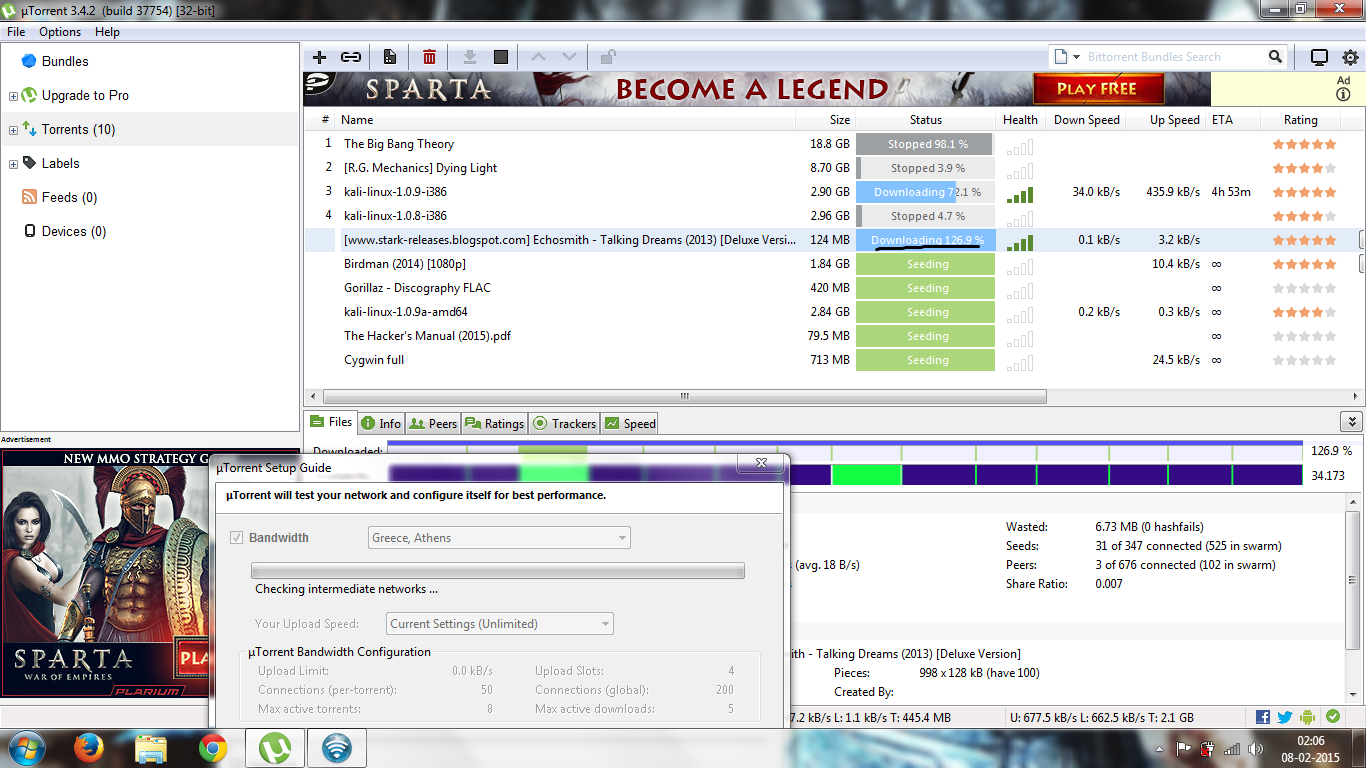 µTorrent 3.4.2 (build 37754) [32-bit]
File Options Help
Bundles
Upgrade to Pro
Torrents (10)
Labels
Feeds (0)
Devices (0)
Bittorrent Bundles Search
SPARTA BECOME A LEGEND PLAY FREE
Ad
# Name Size Status Health Down Speed Up Speed ETA Rating
1 The Big Bang Theory 18.8 GB Stopped 98.1 %
2 [R.G. Mechanics] Dying Light 8.70 GB Stopped 3.9 %
3 kali-linux-1.0.9-i386 2.90 GB Downloading 72.1 % 34.0 kB/s 435.9 kB/s 4h 53m
4 kali-linux-1.0.8-i386 2.96 GB Stopped 4.7 %
[www.stark-releases.blogspot.com] Echosmith - Talking Dreams (2013) [Deluxe Versi... 124 MB Downloading 126.9 % 0.1 kB/s 3.2 kB/s
Birdman (2014) [1080p] 1.84 GB Seeding 10.4 kB/s ∞
Gorillaz - Discography FLAC 420 MB Seeding ∞
kali-linux-1.0.9a-amd64 2.84 GB Seeding 0.2 kB/s 0.3 kB/s ∞
The Hacker's Manual (2015).pdf 79.5 MB Seeding ∞
Cygwin full 713 MB Seeding 24.5 kB/s ∞
Files Info Peers Ratings Trackers Speed
Advertisement
NEW MMO STRATEGY G
SPARTA
WAR OF EMPIRES
PLA
PLARIUM
Downloaded: 126.9 %
34.173
µTorrent Setup Guide
µTorrent will test your network and configure itself for best performance.
Bandwidth Greece, Athens
Checking intermediate networks ...
Your Upload Speed: Current Settings (Unlimited)
µTorrent Bandwidth Configuration
Upload Limit: 0.0 kB/s Upload Slots: 4
Connections (per-torrent): 50 Connections (global): 200
Max active torrents: 8 Max active downloads: 5
Wasted: 6.73 MB (0 hashfails)
Seeds: 31 of 347 connected (525 in swarm)
(avg. 18 B/s) Peers: 3 of 676 connected (102 in swarm)
Share Ratio: 0.007
th - Talking Dreams (2013) [Deluxe Version]
Pieces: 998 x 128 kB (have 100)
Created By:
7.2 kB/s L: 1.1 kB/s T: 445.4 MB U: 677.5 kB/s L: 662.5 kB/s T: 2.1 GB
02:06
08-02-2015